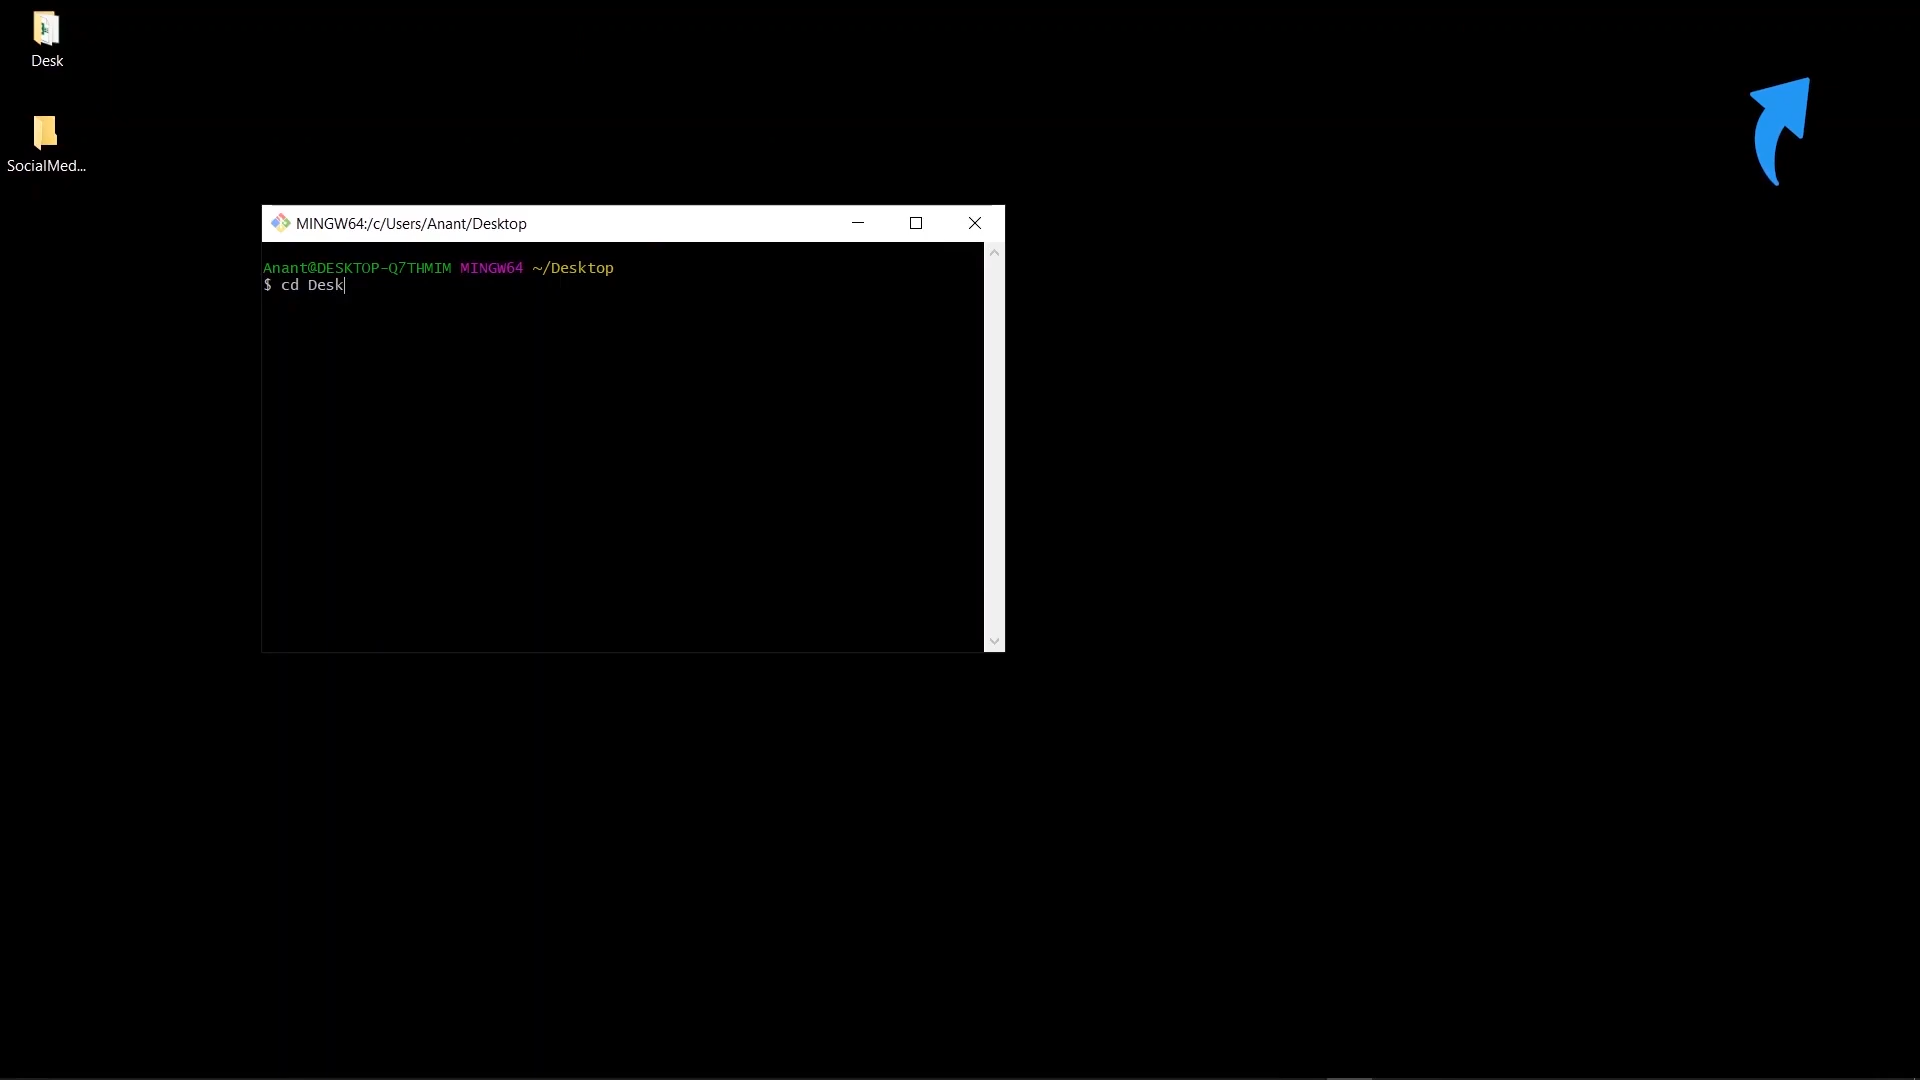 Desk
SocialMed...
MINGW64:/c/Users/Anant/Desktop
Anant@DESKTOP-Q7THMIM MINGW64 ~/Desktop
$ cd Desk